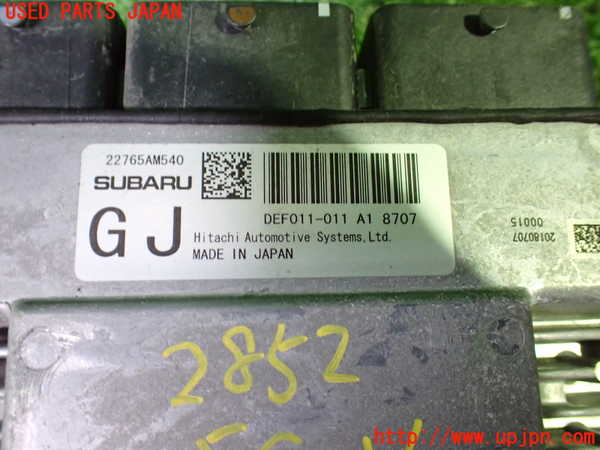 USED PARTS JAPAN
22765AM540
SUBARU
GJ
DEF011-011 A1 8707
Hitachi Automotive Systems,Ltd.
MADE IN JAPAN
20180707
00015
2852
http://www.upjpn.com/